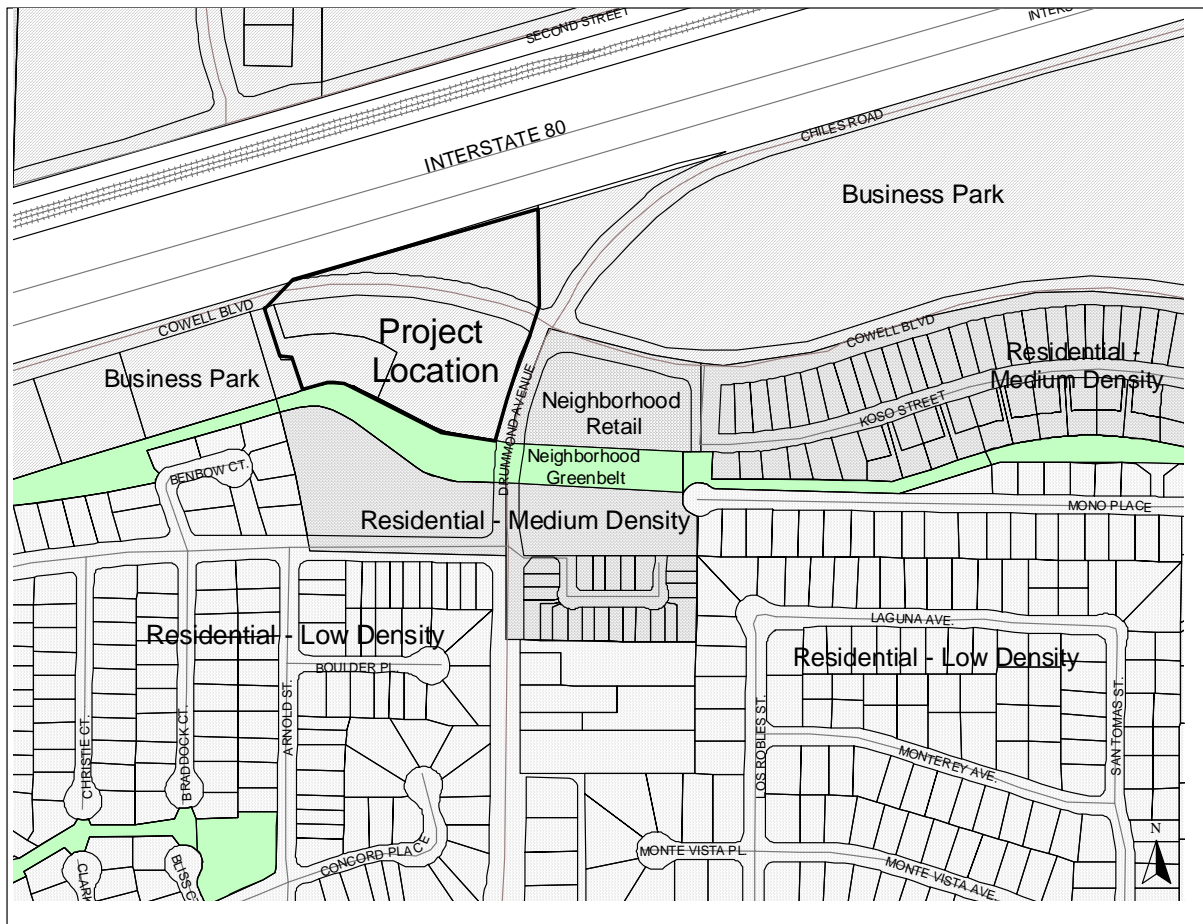 SECOND STREET
INTERSTATE 80
CHILES ROAD
Business Park
COWELL BLVD
Project
Location
Business Park
COWELL BLVD
Residential -
Medium Density
KOSO STREET
DRUMMOND AVENUE
Neighborhood
Retail
Neighborhood
Greenbelt
BENBOW CT.
MONO PLACE
Residential - Medium Density
LAGUNA AVE.
Residential - Low Density
Residential - Low Density
BOULDER PL.
CHRISTIE CT.
BRADDOCK CT.
ARNOLD ST.
LOS ROBLES ST.
SAN TOMAS ST.
MONTEREY AVE.
N
CONCORD PLACE
MONTE VISTA PL.
MONTE VISTA AVE.